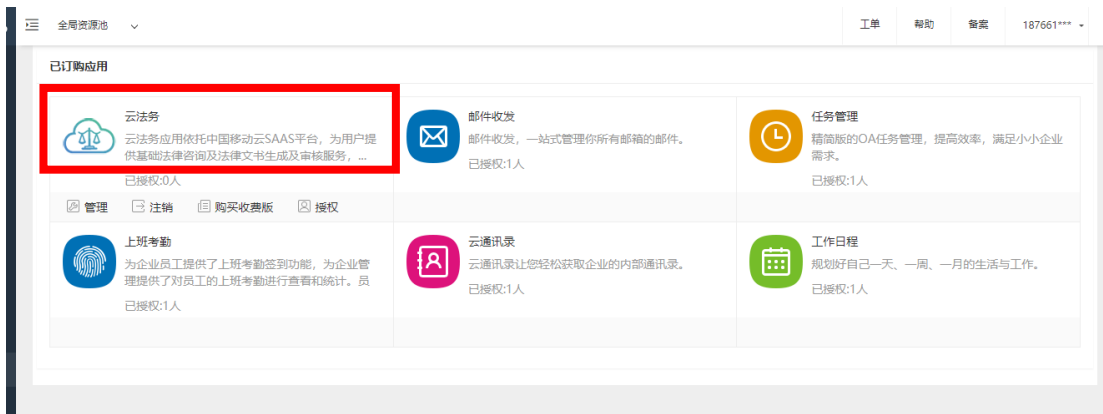 全局资源池
工单 帮助 备案 187661***
已订购应用
云法务
云法务应用依托中国移动云SAAS平台，为用户提
供基础法律咨询及法律文书生成及审核服务，...
已授权:0人
管理 注销 购买收费版 授权
邮件收发
邮件收发，一站式管理你所有邮箱的邮件。
已授权:1人
任务管理
精简版的OA任务管理，提高效率，满足小小企业
需求。
已授权:1人
上班考勤
为企业员工提供了上班考勤签到功能，为企业管
理提供了对员工的上班考勤进行查看和统计。员
已授权:1人
云通讯录
云通讯录让您轻松获取企业的内部通讯录。
已授权:1人
工作日程
规划好自己一天、一周、一月的生活与工作。
已授权:1人